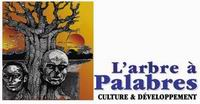 L'arbre à
Palabres
CULTURE & DÉVELOPPEMENT